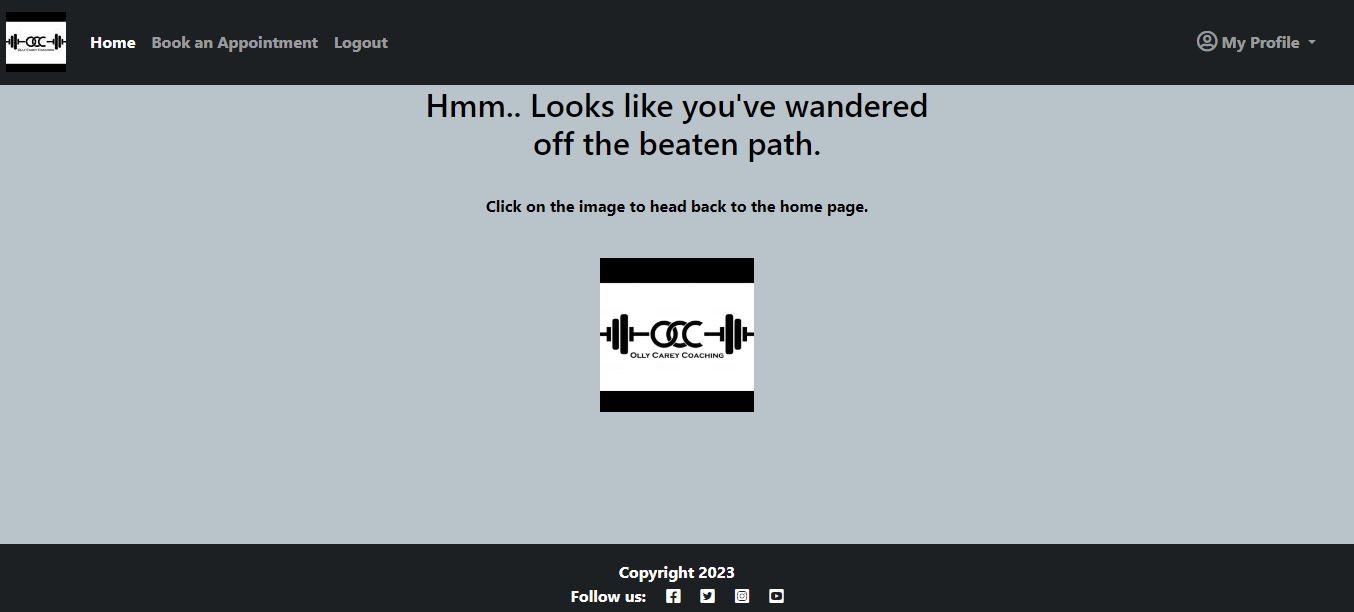 OCC
OLLY CAREY COACHING
Home
Book an Appointment
Logout
My Profile
Hmm.. Looks like you've wandered
off the beaten path.
Click on the image to head back to the home page.
OCC
OLLY CAREY COACHING
Copyright 2023
Follow us: